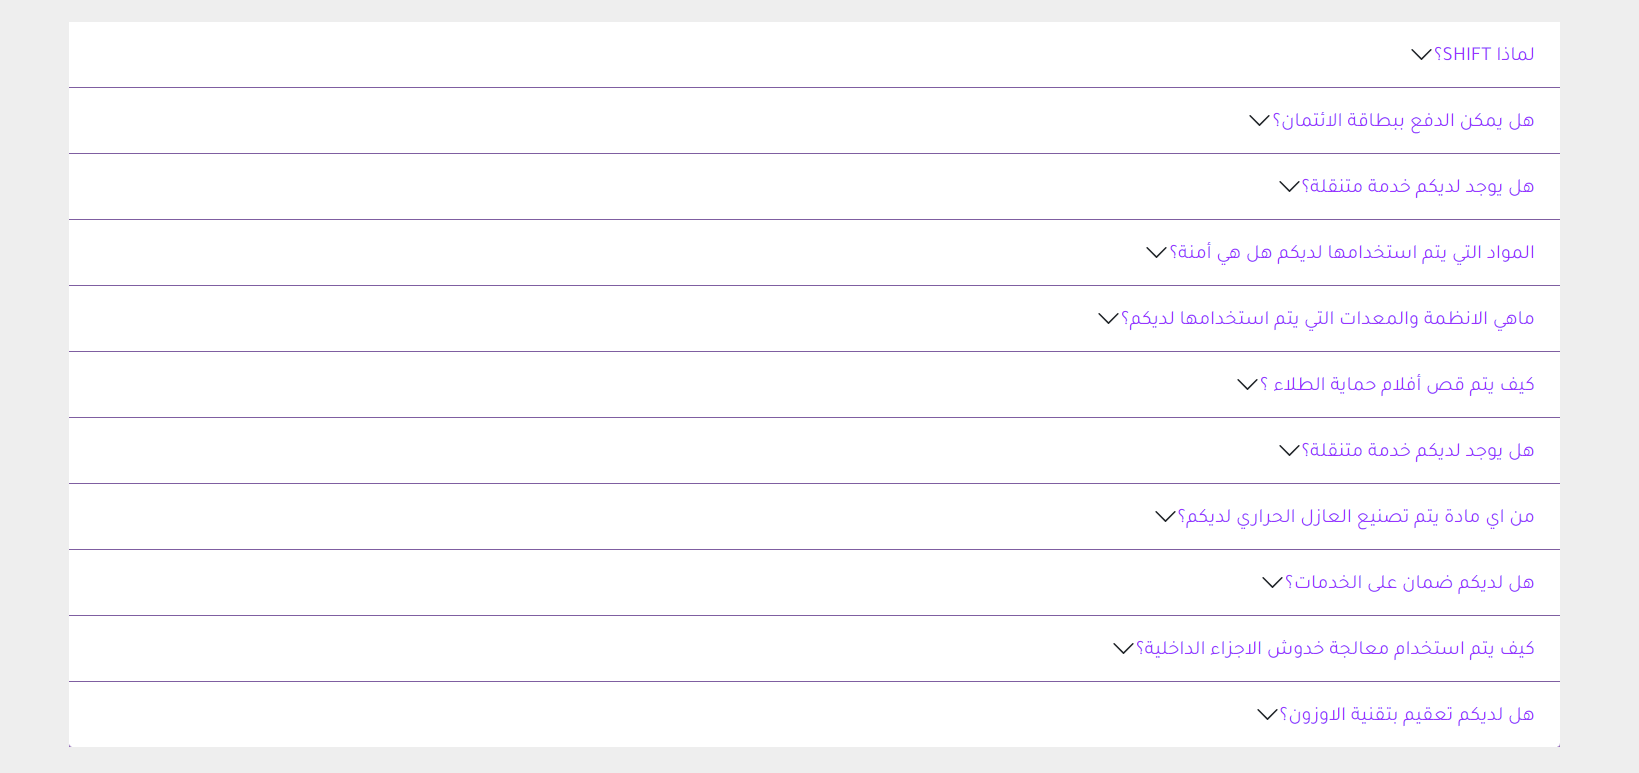 لماذا SHIFT؟
هل يمكن الدفع ببطاقة الائتمان؟
هل يوجد لديكم خدمة متنقلة؟
المواد التي يتم استخدامها لديكم هل هي أمنة؟
ماهي الانظمة والمعدات التي يتم استخدامها لديكم؟
كيف يتم قص أفلام حماية الطلاء ؟
هل يوجد لديكم خدمة متنقلة؟
من اي مادة يتم تصنيع العازل الحراري لديكم؟
هل لديكم ضمان على الخدمات؟
كيف يتم استخدام معالجة خدوش الاجزاء الداخلية؟
هل لديكم تعقيم بتقنية الاوزون؟